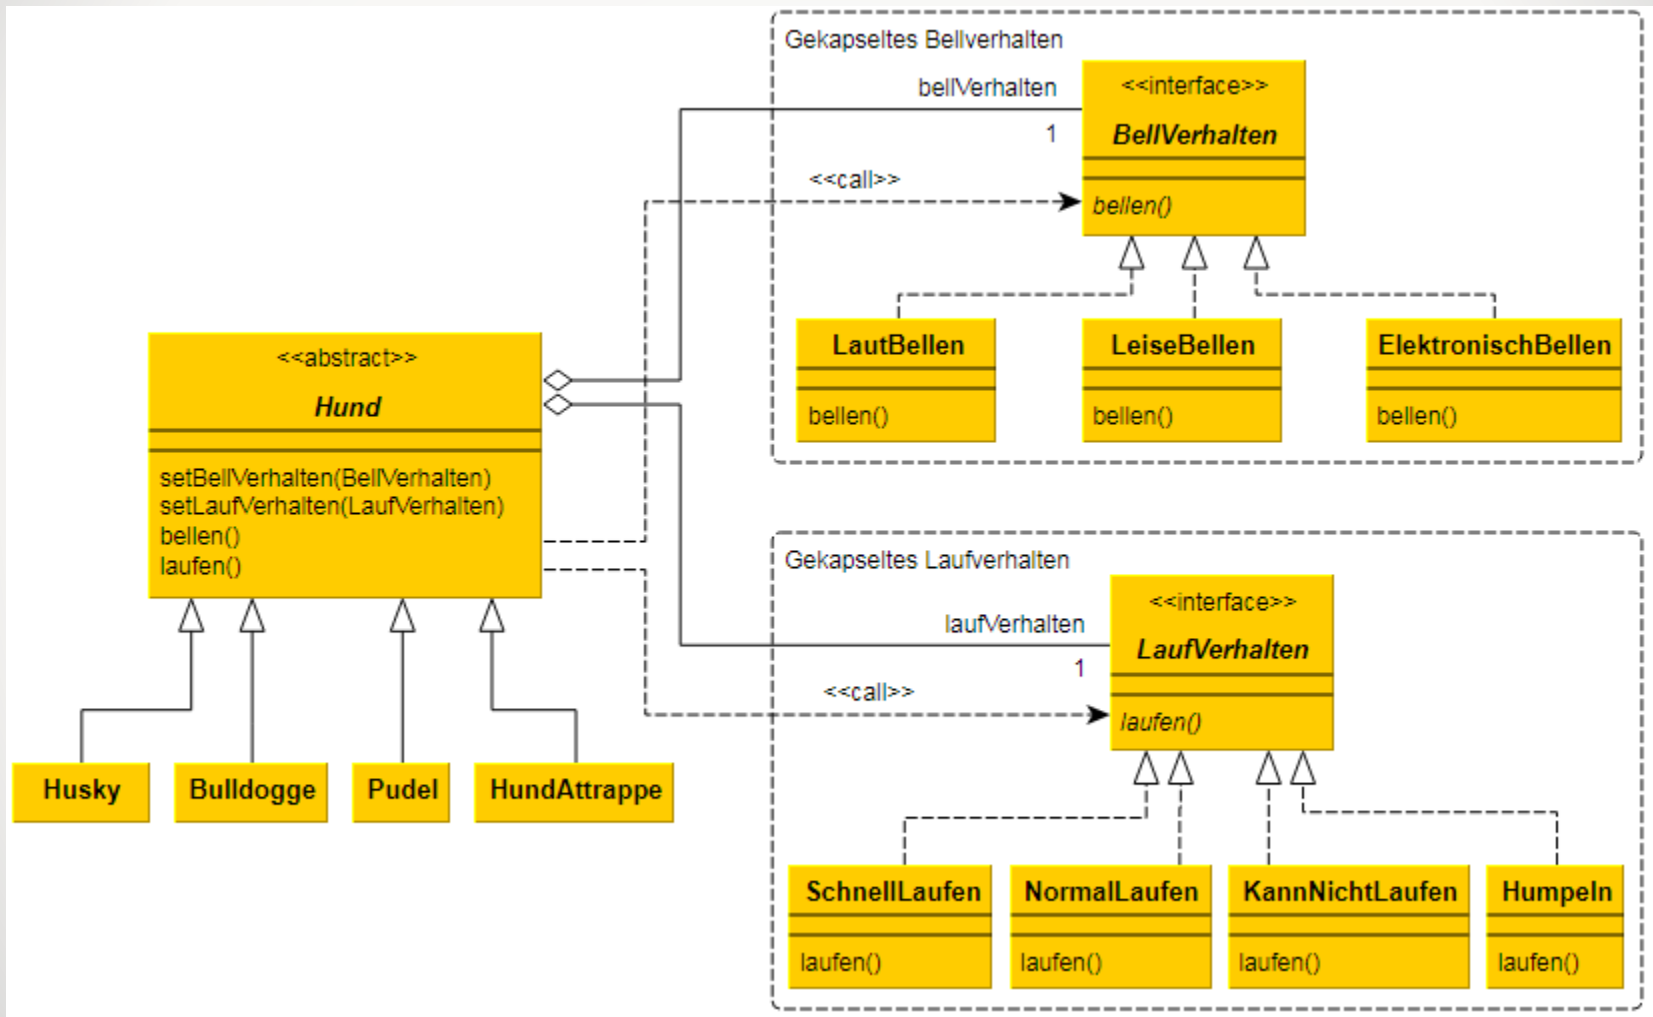 Gekapseltes Bellverhalten
bellVerhalten
1
<<call>>
<<interface>>
BellVerhalten
bellen()
LautBellen
bellen()
LeiseBellen
bellen()
ElektronischBellen
bellen()
<<abstract>>
Hund
setBellVerhalten(BellVerhalten)
setLaufVerhalten(LaufVerhalten)
bellen()
laufen()
Husky
Bulldogge
Pudel
HundAttrappe
Gekapseltes Laufverhalten
laufVerhalten
1
<<call>>
<<interface>>
LaufVerhalten
laufen()
SchnellLaufen
laufen()
NormalLaufen
laufen()
KannNichtLaufen
laufen()
Humpeln
laufen()